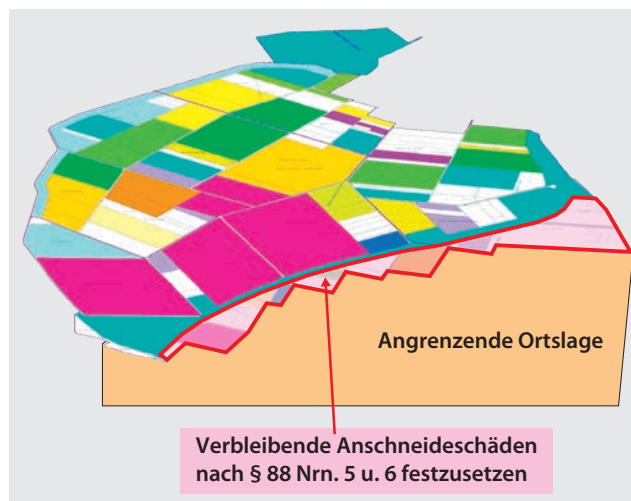 Angrenzende Ortslage
Verbleibende Anschneideschäden
nach § 88 Nrn. 5 u. 6 festzusetzen